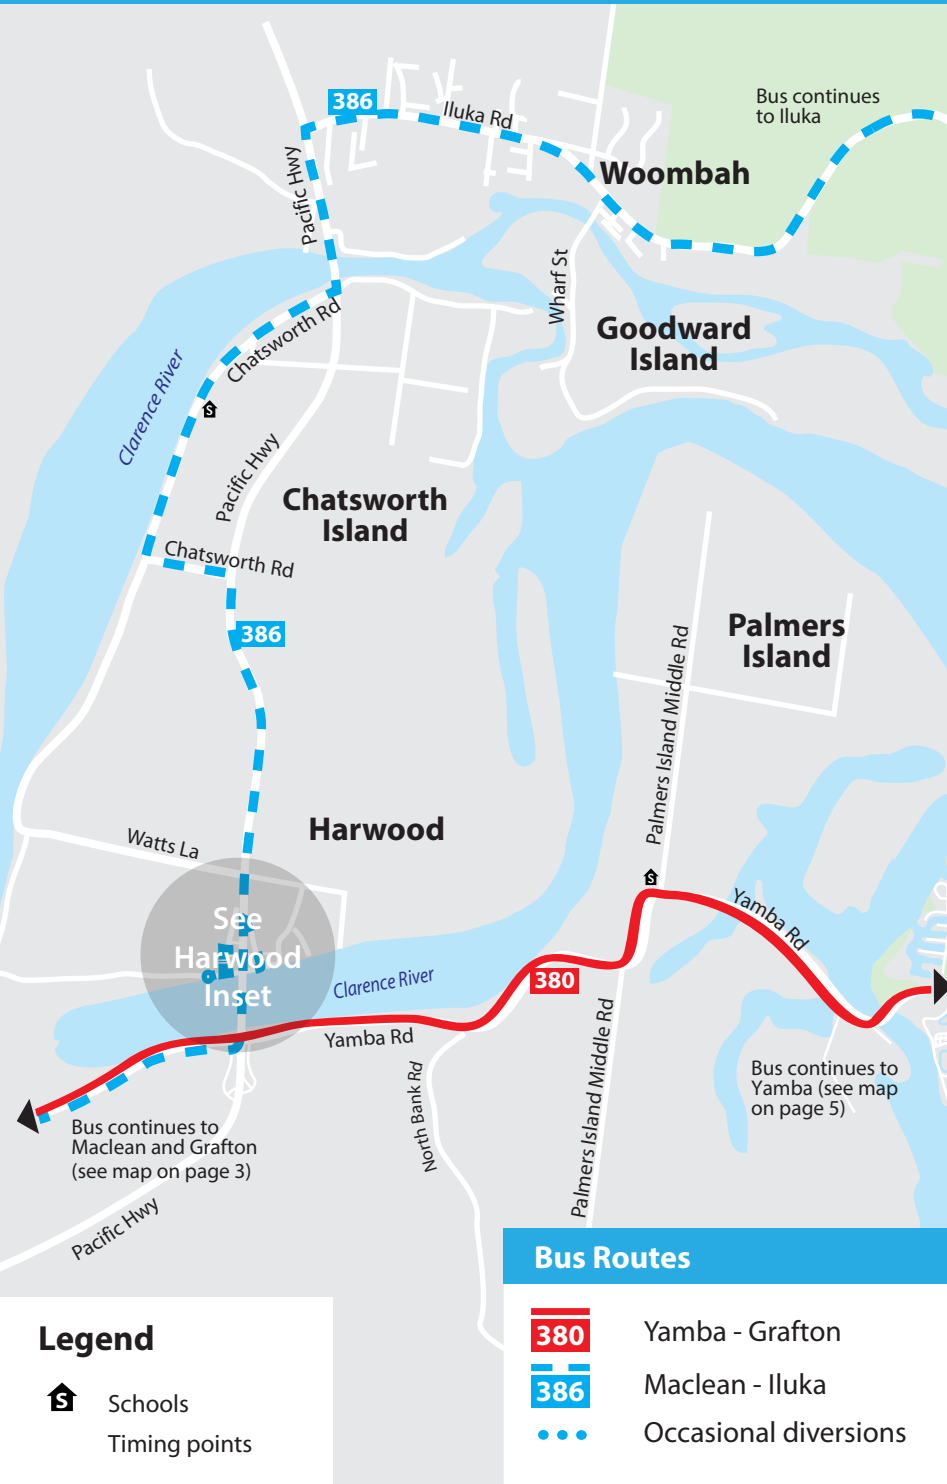 386
Iluka Rd
Bus continues
to Iluka
Woombah
Pacific Hwy
Wharf St
Chatsworth Rd
Goodward
Island
Clarence River
S
Pacific Hwy
Chatsworth
Island
Chatsworth Rd
386
Palmers
Island
Palmers Island Middle Rd
Harwood
Watts La
S
See
Harwood
Inset
Yamba Rd
Clarence River
380
Yamba Rd
Palmers Island Middle Rd
North Bank Rd
Bus continues to
Yamba (see map
on page 5)
Bus continues to
Maclean and Grafton
(see map on page 3)
Pacific Hwy
Bus Routes
380 Yamba - Grafton
386 Maclean - Iluka
Occasional diversions
Legend
S Schools
Timing points